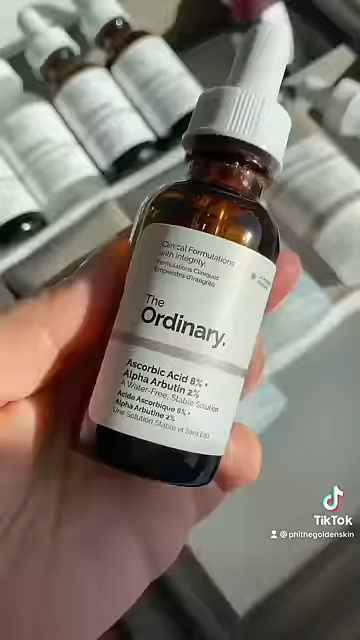 Clinical Formulations
with integrity.
Formulations Cliniques
empreintes d'intégrité
The
Ordinary.
Ascorbic Acid 8% +
Alpha Arbutin 2%
A Water-Free, Stable Solution
Acide Ascorbique 8% +
Alpha Arbutine 2%
Une Solution Stable et Sans Eau
TikTok
@phithegoldenskin